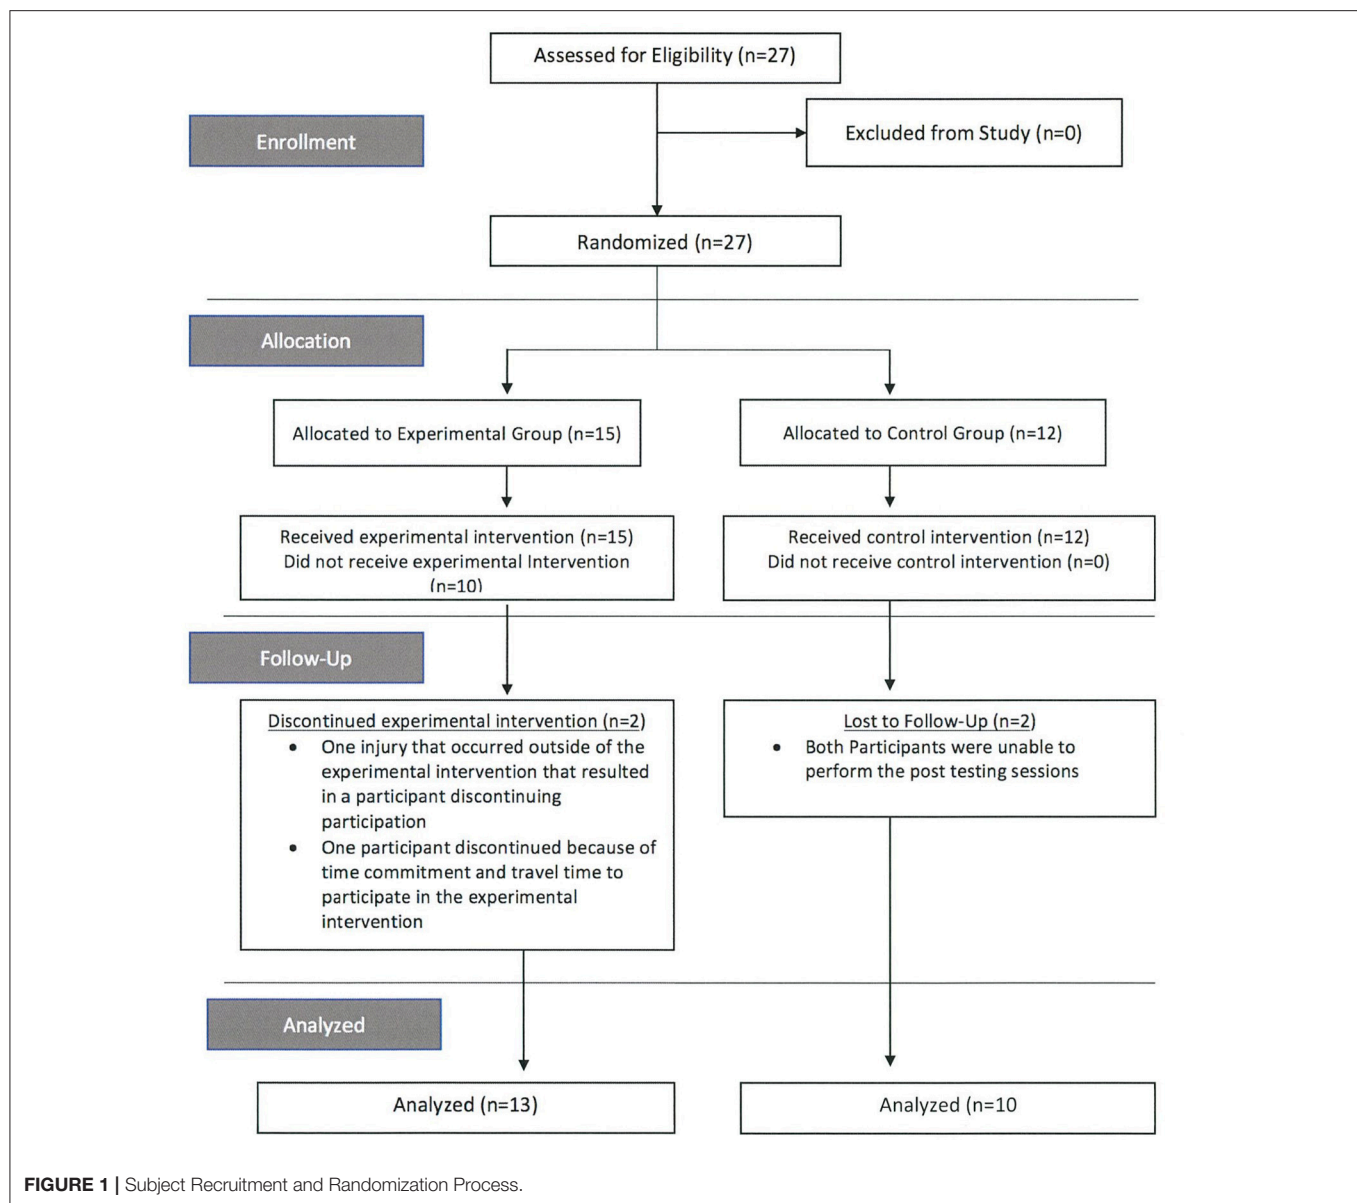 Assessed for Eligibility (n=27)
Enrollment
Excluded from Study (n=0)
Randomized (n=27)
Allocation
Allocated to Experimental Group (n=15)
Allocated to Control Group (n=12)
Received experimental intervention (n=15)
Did not receive experimental Intervention
(n=10)
Received control intervention (n=12)
Did not receive control intervention (n=0)
Follow-Up
Discontinued experimental intervention (n=2)
• One injury that occurred outside of the
experimental intervention that resulted
in a participant discontinuing
participation
• One participant discontinued because of
time commitment and travel time to
participate in the experimental
intervention
Lost to Follow-Up (n=2)
• Both Participants were unable to
perform the post testing sessions
Analyzed
Analyzed (n=13)
Analyzed (n=10
FIGURE 1 | Subject Recruitment and Randomization Process.